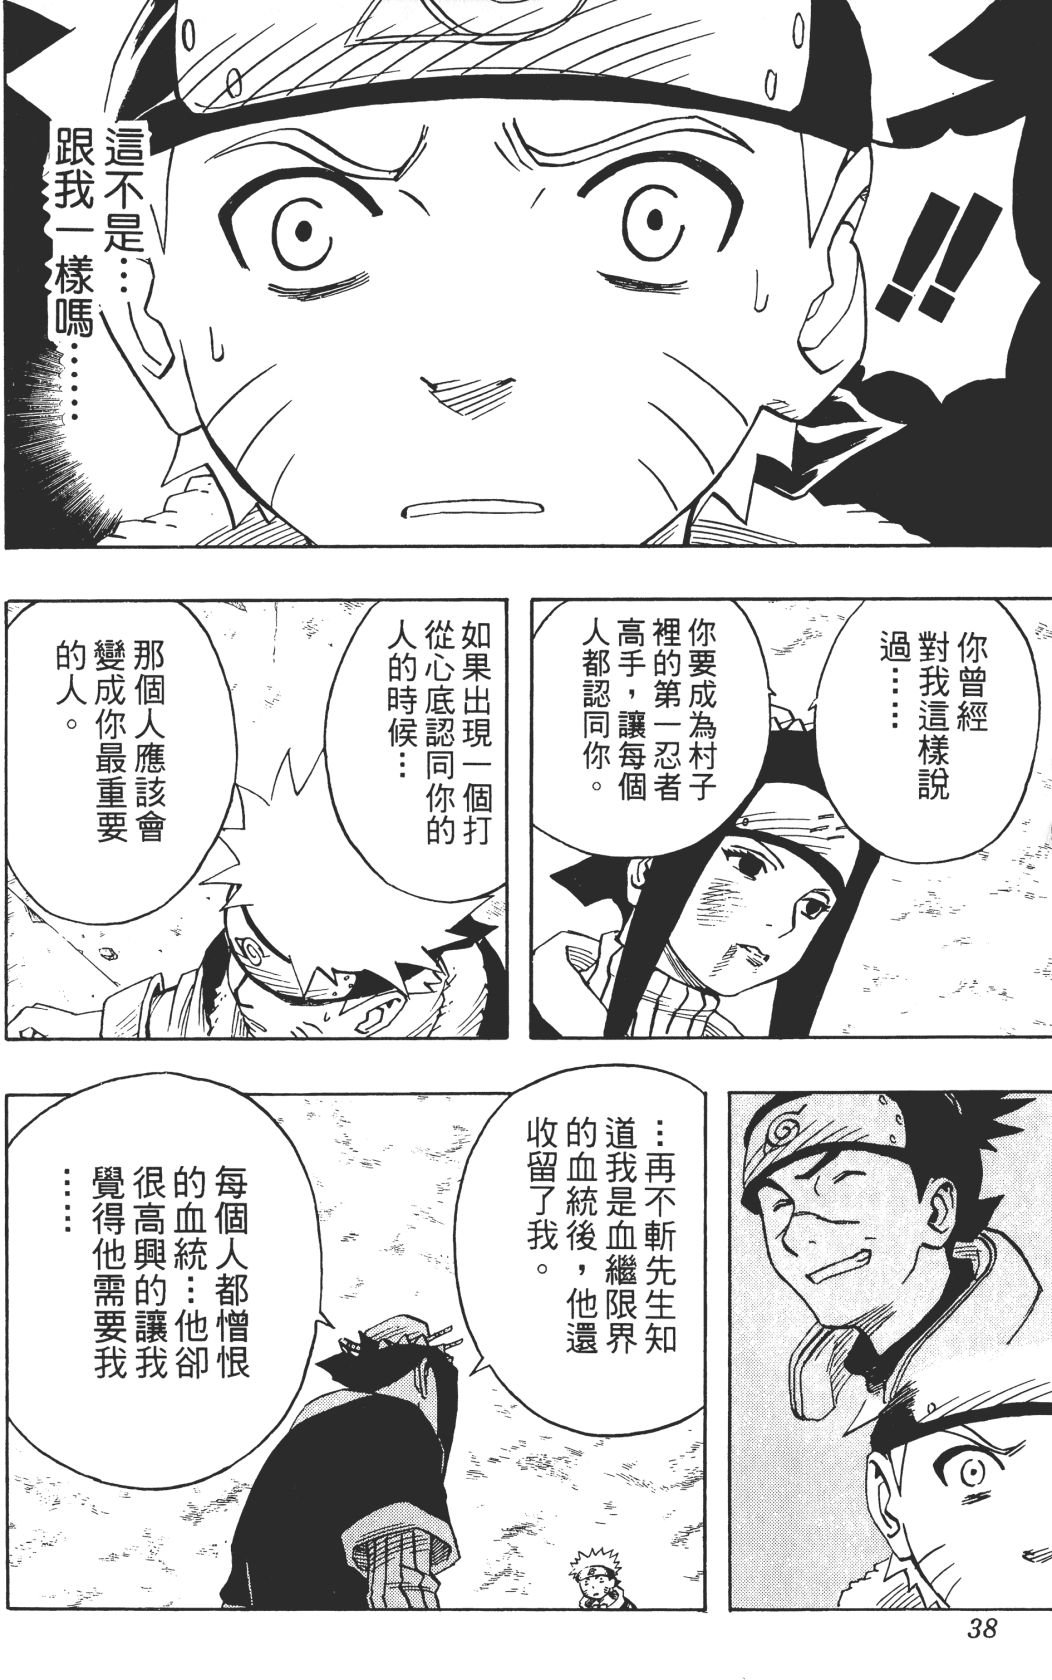 !!
這不是…
跟我一樣嗎……
你曾經
對我這樣說
過……
你要成為村子
裡的第一忍者
高手，讓每個
人都認同你。
如果出現一個打
從心底認同你的
人的時候…
那個人應該會
變成你最重要
的人。
…再不斬先生知
道我是血繼限界
的血統後，他還
收留了我。
每個人都憎恨
的血統…他卻
很高興的讓我
覺得他需要我
……
38